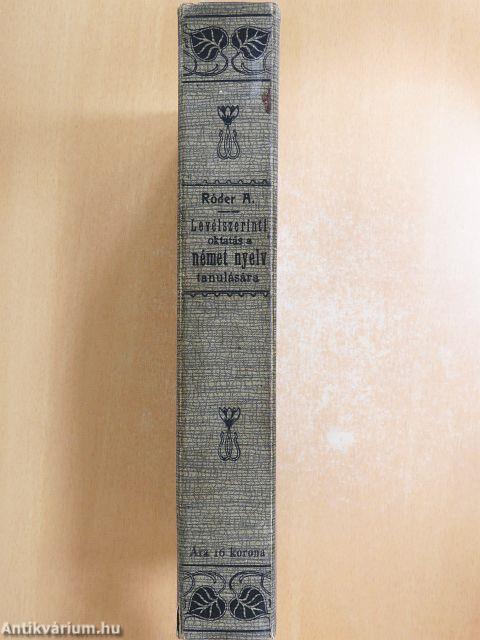 Róder A.
Levélszerinti
oktatás a
német nyelv
tanulására
Ára 16 korona
Antikvárium.hu